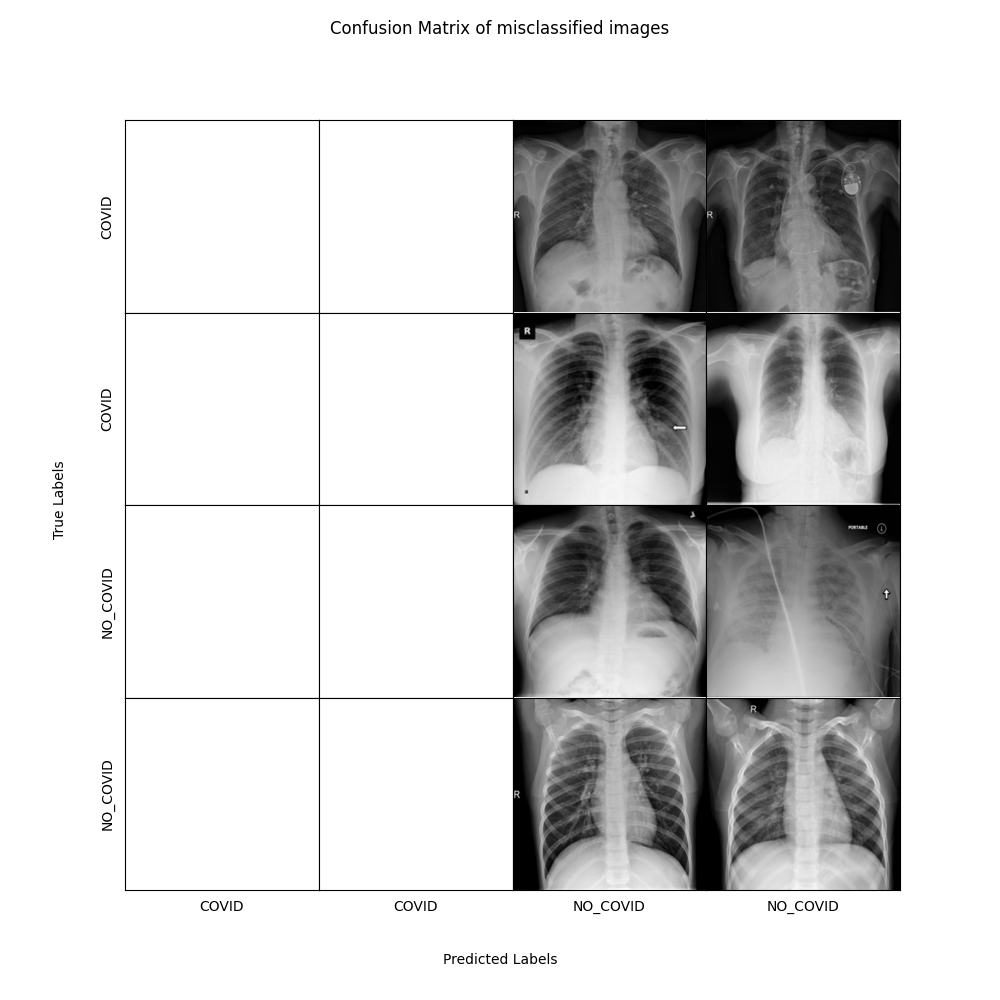 Confusion Matrix of misclassified images
True Labels
COVID
COVID
NO_COVID
NO_COVID
R
R
R
PORTABLE
L
R
R
COVID
COVID
NO_COVID
NO_COVID
Predicted Labels